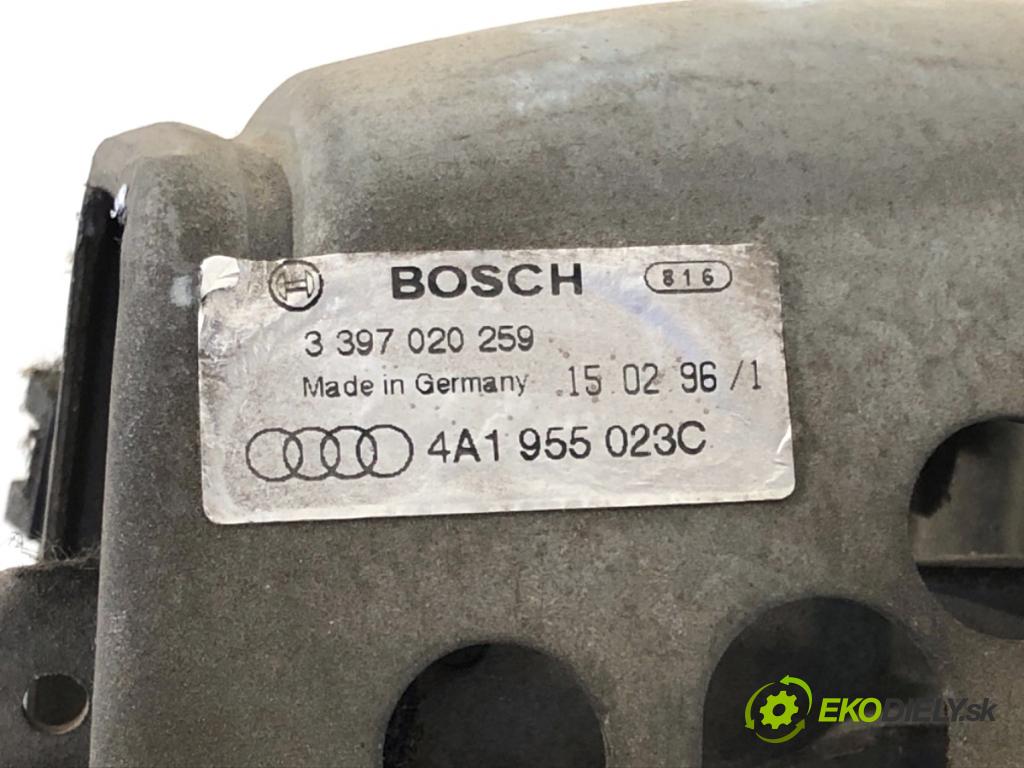 BOSCH 816
3 397 020 259
Made in Germany 15 02 96/1
4A1 955 023C
EKODIELY.sk